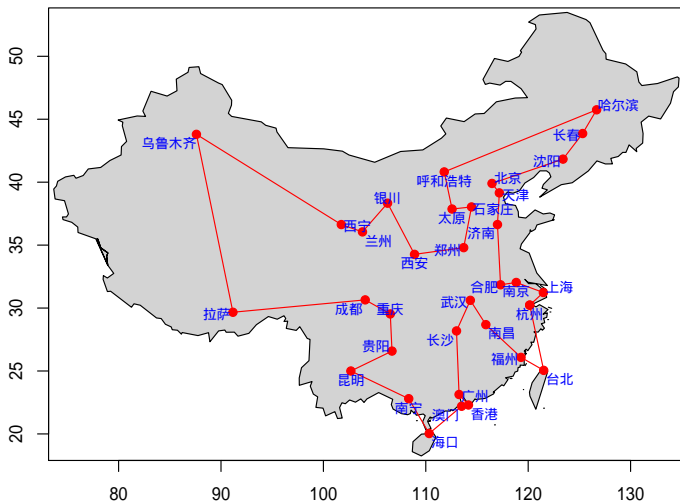 50
45
40
35
30
25
20
哈尔滨
长春
乌鲁木齐
沈阳
呼和浩特
北京
天津
银川
石家庄
太原
西宁
济南
兰州
郑州
西安
合肥
南京
上海
武汉
拉萨
成都
重庆
杭州
南昌
长沙
贵阳
福州
昆明
台北
南宁
广州
澳门
香港
海口
80
90
100
110
120
130